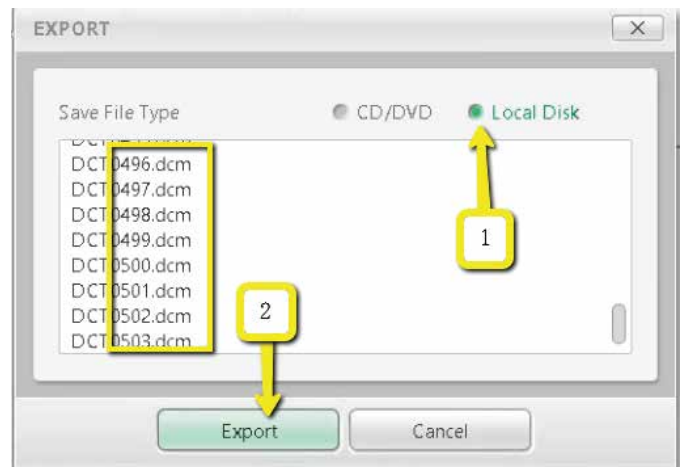 EXPORT
Save File Type CD/DVD Local Disk
DCT0496.dcm
DCT0497.dcm
DCT0498.dcm
DCT0499.dcm
DCT0500.dcm
DCT0501.dcm
DCT0502.dcm
DCT0503.dcm
1
2
Export Cancel